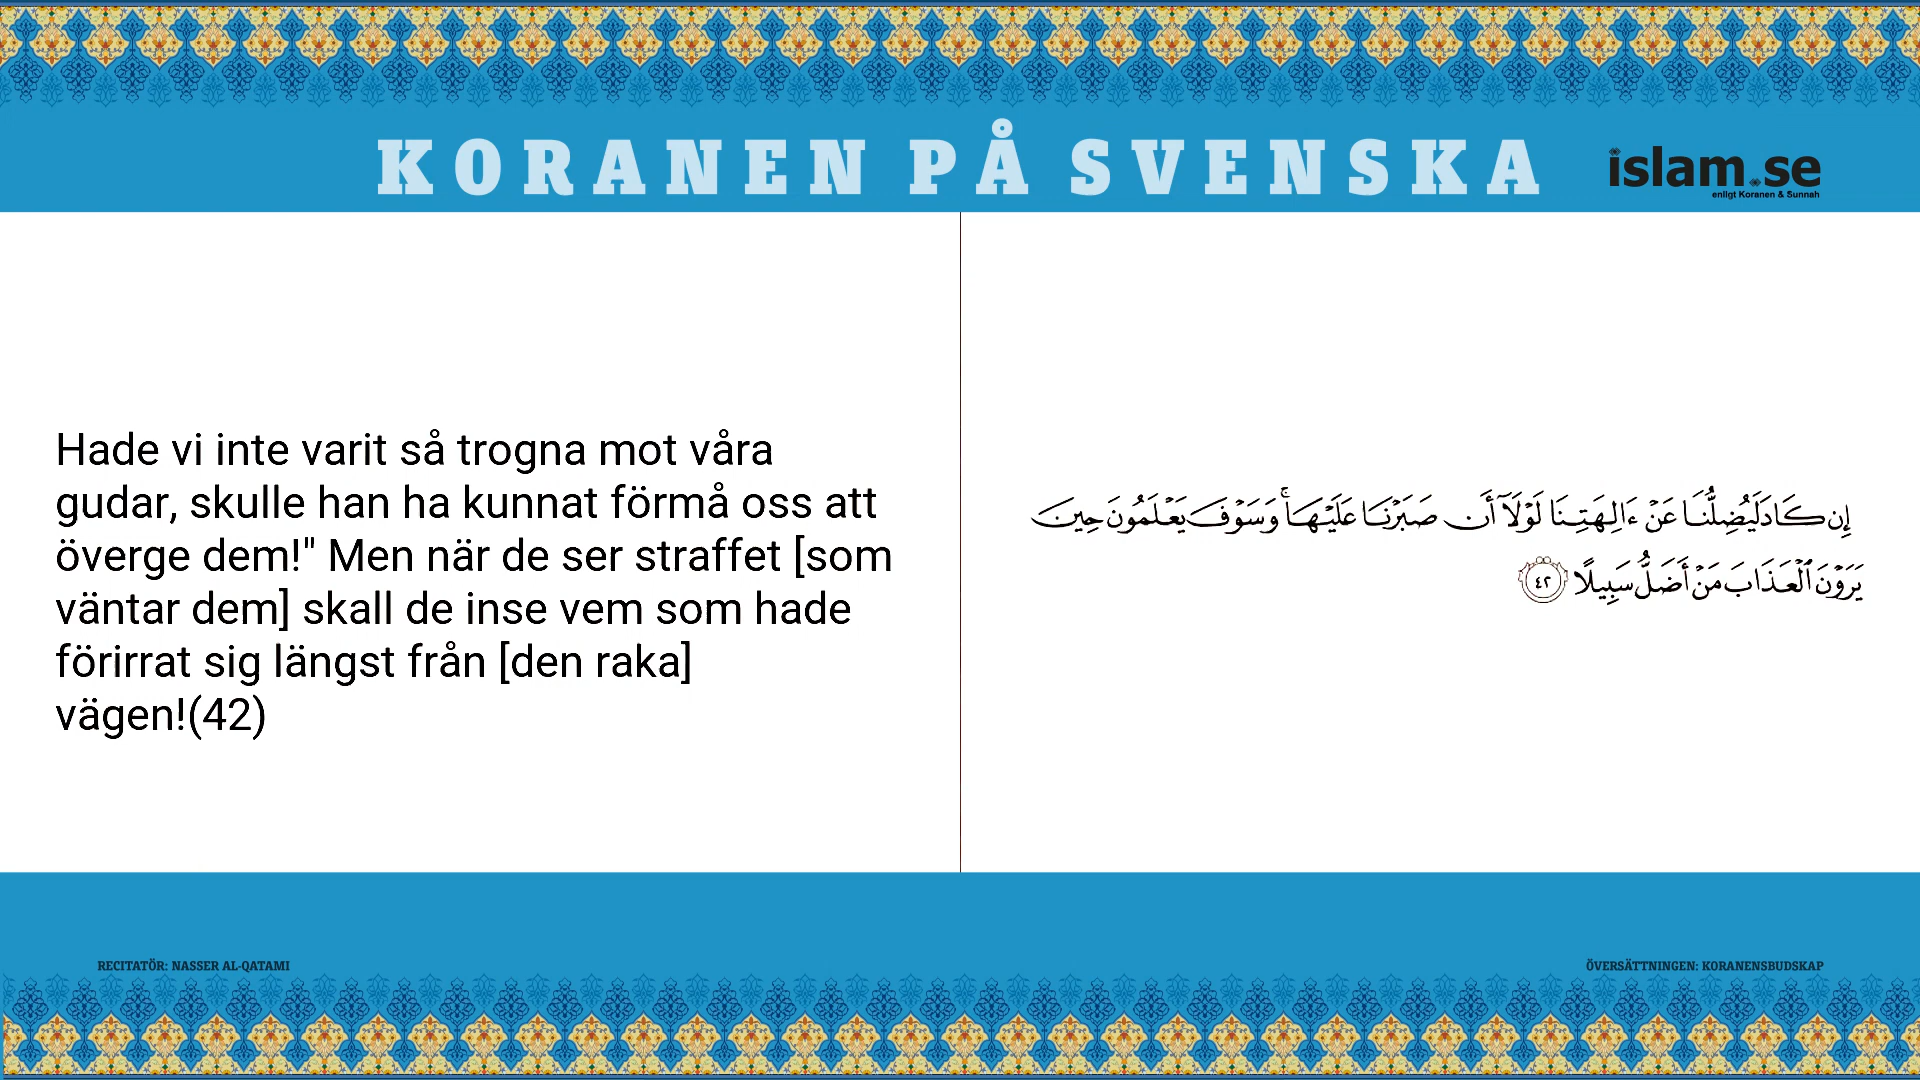 KORANEN PÅ SVENSKA
islam.se
enligt Koranen & Sunnah
Hade vi inte varit så trogna mot våra
gudar, skulle han ha kunnat förmå oss att
överge dem!" Men när de ser straffet [som
väntar dem] skall de inse vem som hade
förirrat sig längst från [den raka]
vägen!(42)
إِن كَادَ لَيُضِلُّنَا عَنْ ءَالِهَتِنَا لَوْلَآ أَن صَبَرْنَا عَلَيْهَا ۚ وَسَوْفَ يَعْلَمُونَ حِينَ
يَرَوْنَ ٱلْعَذَابَ مَنْ أَضَلُّ سَبِيلًا ٤٢
RECITATÖR: NASSER AL-QATAMI
ÖVERSÄTTNINGEN: KORANENSBUDSKAP